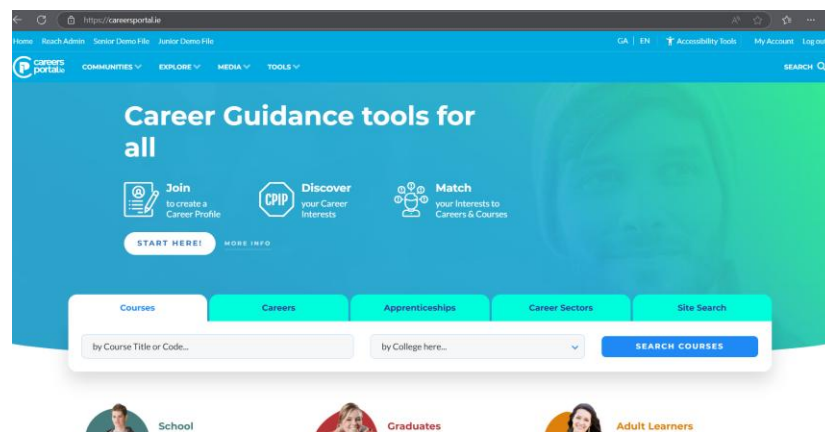 https://careersportal.ie
Home Reach Admin Senior Demo File Junior Demo File GA | EN Accessibility Tools My Account Log out
careers
portal.ie
COMMUNITIES EXPLORE MEDIA TOOLS SEARCH
Career Guidance tools for
all
Join
to create a
Career Profile
CPIP
Discover
your Career
Interests
Match
your Interests to
Careers & Courses
START HERE! MORE INFO
Courses Careers Apprenticeships Career Sectors Site Search
by Course Title or Code... by College here... SEARCH COURSES
School Graduates Adult Learners